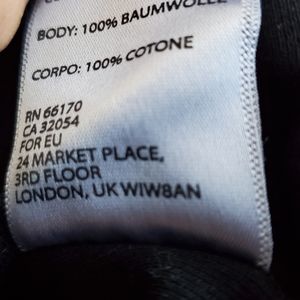 BODY: 100% BAUMWOLLE
CORPO: 100% COTONE
RN 66170
CA 32054
FOR EU
24 MARKET PLACE,
3RD FLOOR
LONDON, UK W1W8AN